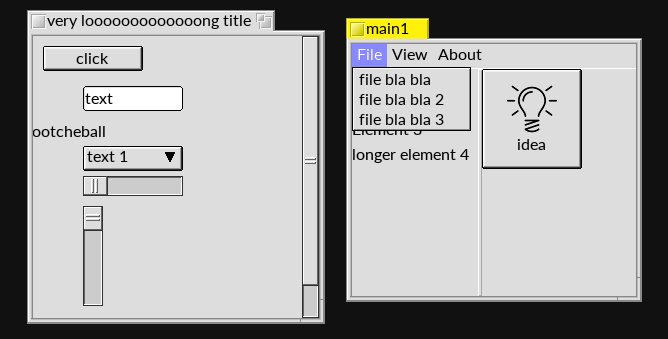 very looooooooooooong title
click
text
ootcheball
text 1
main1
File View About
file bla bla
file bla bla 2
file bla bla 3
Element 3
longer element 4
idea